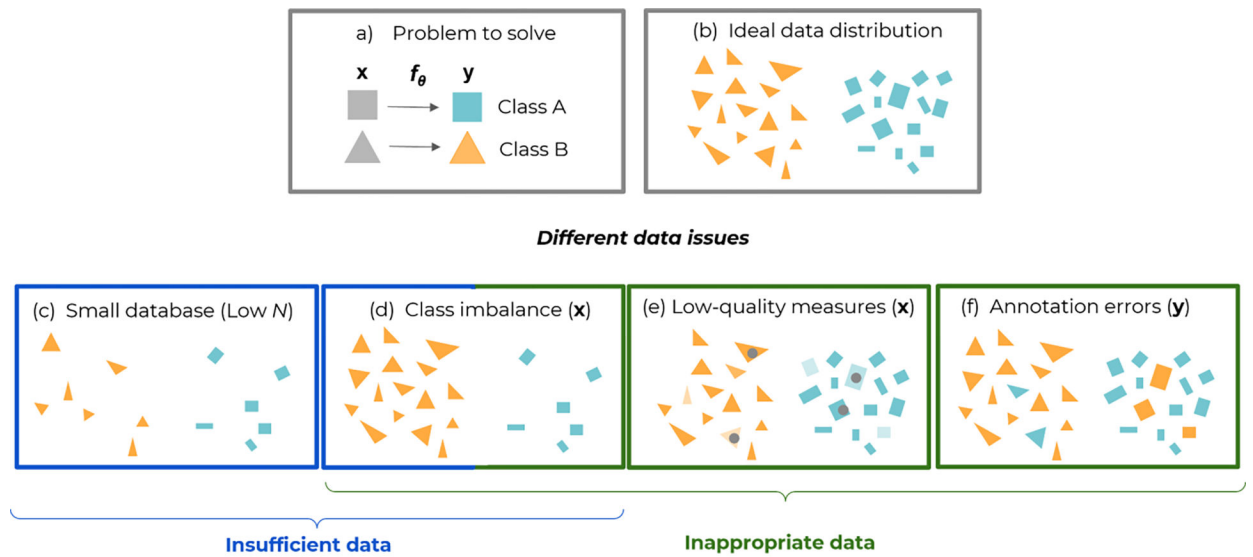 a) Problem to solve
x fθ y
Class A
Class B
(b) Ideal data distribution
Different data issues
(c) Small database (Low N)
(d) Class imbalance (x)
(e) Low-quality measures (x)
(f) Annotation errors (y)
Insufficient data
Inappropriate data